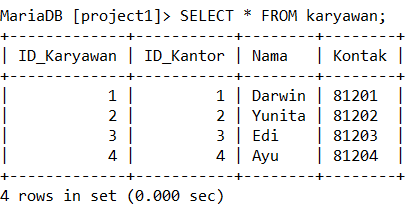 MariaDB [project1]> SELECT * FROM karyawan;
+-------------+-----------+--------+--------+
| ID_Karyawan | ID_Kantor | Nama   | Kontak |
+-------------+-----------+--------+--------+
|           1 |         1 | Darwin | 81201  |
|           2 |         2 | Yunita | 81202  |
|           3 |         3 | Edi    | 81203  |
|           4 |         4 | Ayu    | 81204  |
+-------------+-----------+--------+--------+
4 rows in set (0.000 sec)